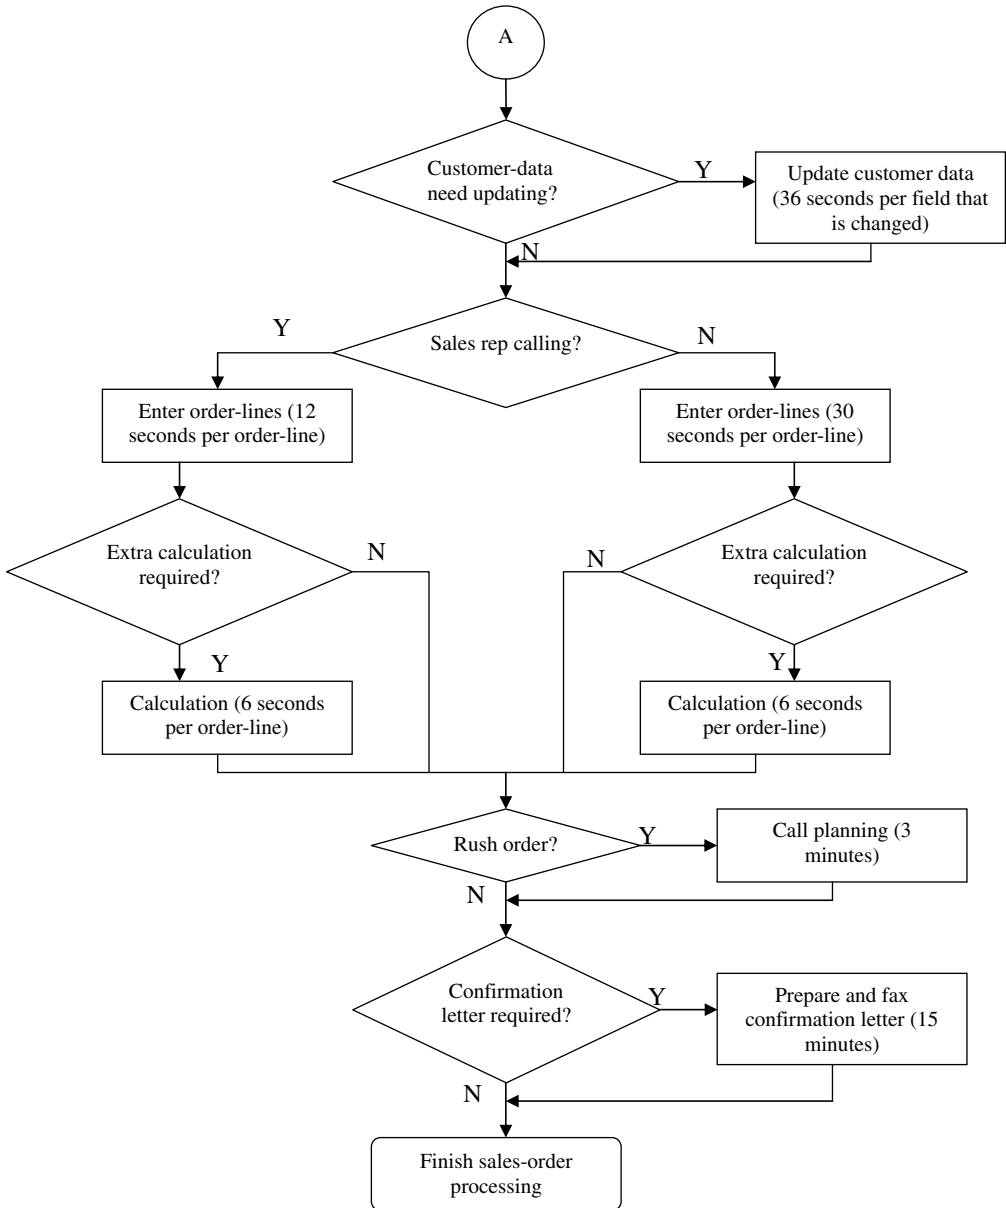 A
Customer-data
need updating?
Y
Update customer data
(36 seconds per field that
is changed)
N
Y
Sales rep calling?
N
Enter order-lines (12
seconds per order-line)
Enter order-lines (30
seconds per order-line)
Extra calculation
required?
N
N
Extra calculation
required?
Y
Y
Calculation (6 seconds
per order-line)
Calculation (6 seconds
per order-line)
Rush order?
Y
Call planning (3
minutes)
N
Confirmation
letter required?
Y
Prepare and fax
confirmation letter (15
minutes)
N
Finish sales-order
processing